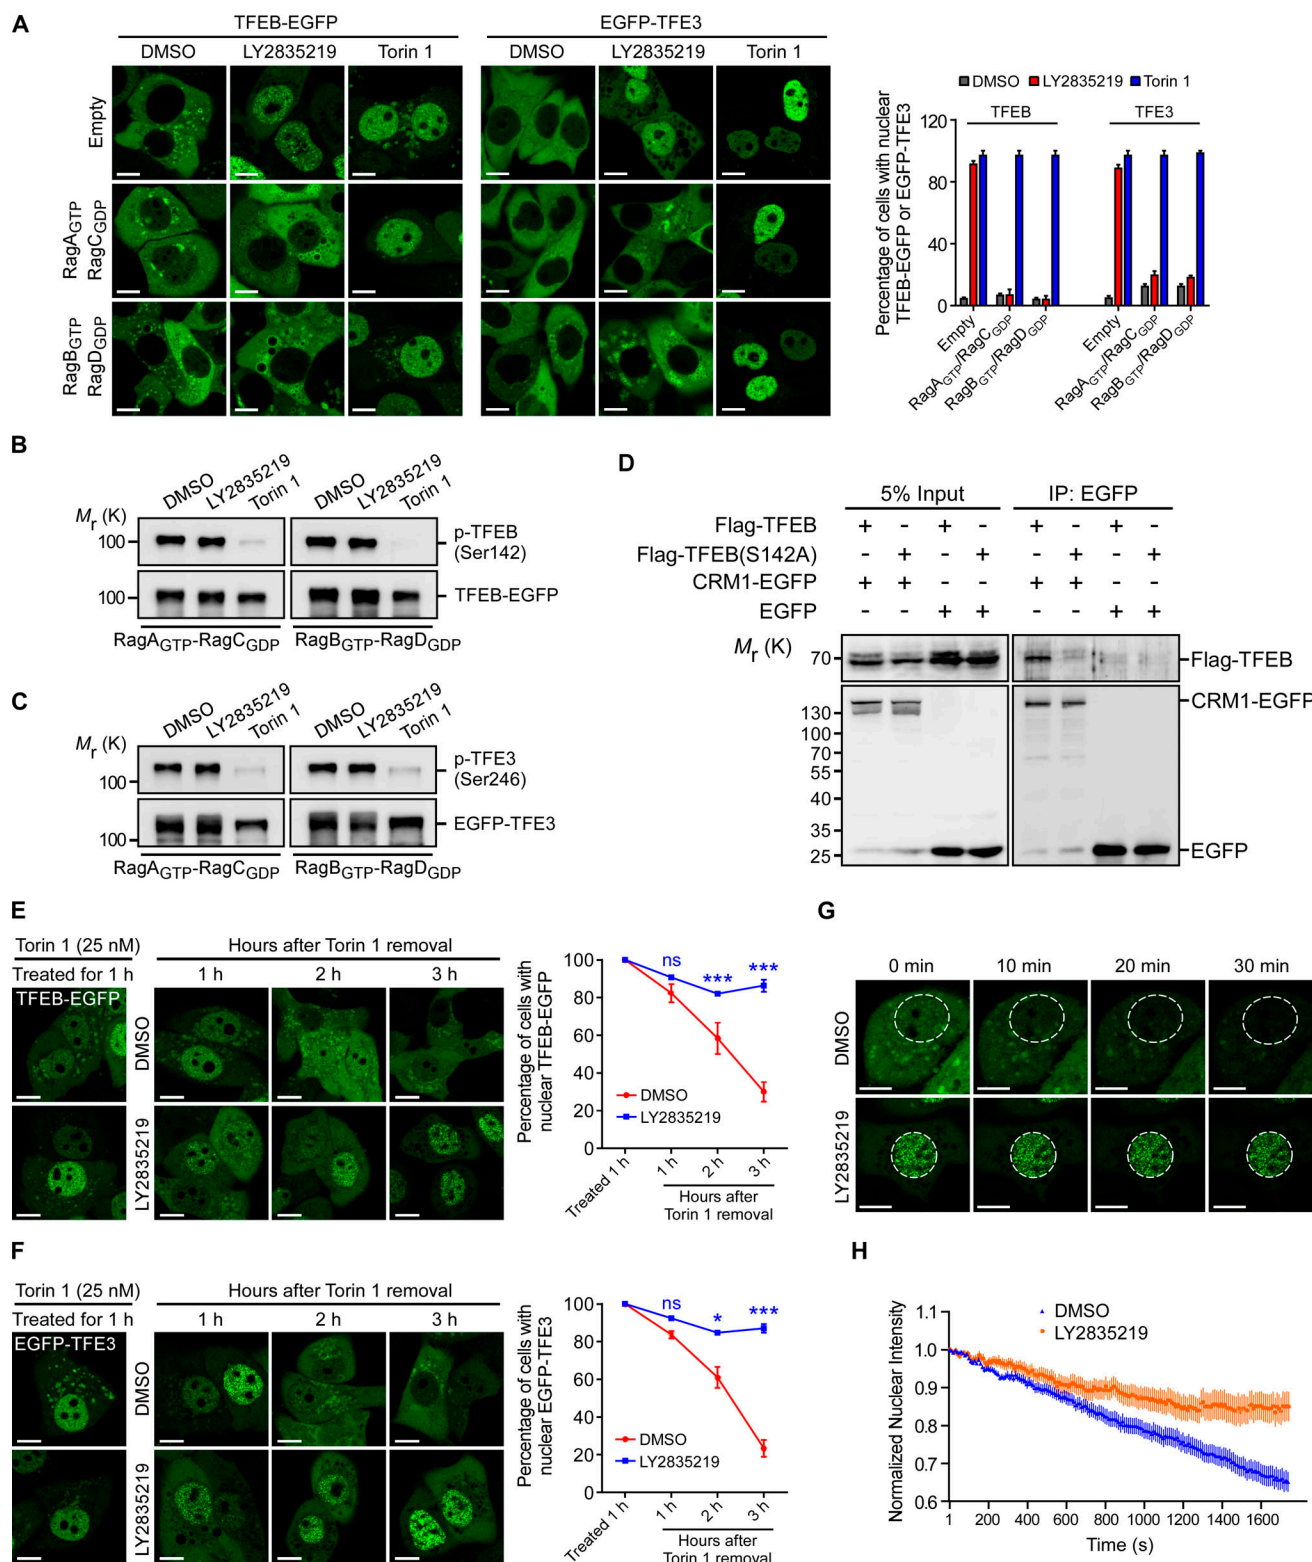 A
TFEB-EGFP
EGFP-TFE3
DMSO LY2835219 Torin 1
DMSO LY2835219 Torin 1
Empty
RagAGTP
RagCGDP
RagBGTP
RagDGDP
DMSO LY2835219 Torin 1
TFEB TFE3
Percentage of cells with nuclear
TFEB-EGFP or EGFP-TFE3
120
80
40
0
Empty
RagAGTP/RagCGDP
RagBGTP/RagDGDP
Empty
RagAGTP/RagCGDP
RagBGTP/RagDGDP
B
DMSO LY2835219 Torin 1 DMSO LY2835219 Torin 1
Mr (K)
100
p-TFEB
(Ser142)
100
TFEB-EGFP
RagAGTP-RagCGDP RagBGTP-RagDGDP
C
DMSO LY2835219 Torin 1 DMSO LY2835219 Torin 1
Mr (K)
100
p-TFE3
(Ser246)
100
EGFP-TFE3
RagAGTP-RagCGDP RagBGTP-RagDGDP
D
5% Input IP: EGFP
Flag-TFEB + - + - + - + -
Flag-TFEB(S142A) - + - + - + - +
CRM1-EGFP + + - - + + - -
EGFP - - + + - - + +
Mr (K)
70
Flag-TFEB
CRM1-EGFP
130
100
70
55
40
35
25
EGFP
E
Torin 1 (25 nM) Hours after Torin 1 removal
Treated for 1 h 1 h 2 h 3 h
TFEB-EGFP
DMSO
LY2835219
Percentage of cells with
nuclear TFEB-EGFP
100
80
60
40
20
0
ns *** ***
DMSO
LY2835219
Treated 1 h 1 h 2 h 3 h
Hours after
Torin 1 removal
F
Torin 1 (25 nM) Hours after Torin 1 removal
Treated for 1 h 1 h 2 h 3 h
EGFP-TFE3
DMSO
LY2835219
Percentage of cells with
nuclear EGFP-TFE3
100
80
60
40
20
0
ns * ***
DMSO
LY2835219
Treated 1 h 1 h 2 h 3 h
Hours after
Torin 1 removal
G
0 min 10 min 20 min 30 min
DMSO
LY2835219
H
Normalized Nuclear Intensity
1.1
1.0
0.9
0.8
0.7
0.6
DMSO
LY2835219
1 200 400 600 800 1000 1200 1400 1600
Time (s)